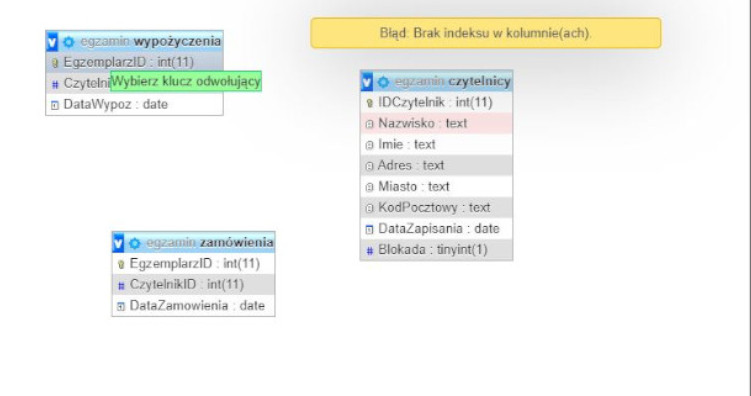 Błąd: Brak indeksu w kolumnie(ach).
v egzamin wypożyczenia
EgzemplarzID : int(11)
# Czytelni
Wybierz klucz odwołujący
DataWypoz : date
v egzamin czytelnicy
IDCzytelnik : int(11)
Nazwisko : text
Imie : text
Adres : text
Miasto : text
KodPocztowy : text
DataZapisania : date
# Blokada : tinyint(1)
v egzamin zamówienia
EgzemplarzID : int(11)
# CzytelnikID : int(11)
DataZamowienia : date